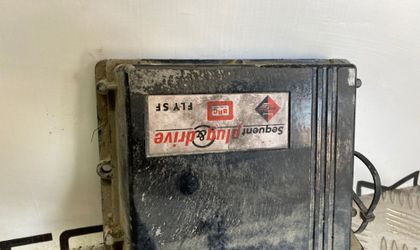 Sequent
plug&drive
BRC
FLY SF